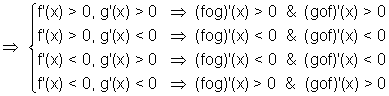 ⇒ { f'(x) > 0, g'(x) > 0 ⇒ (fog)'(x) > 0 & (gof)'(x) > 0
f'(x) > 0, g'(x) < 0 ⇒ (fog)'(x) < 0 & (gof)'(x) < 0
f'(x) < 0, g'(x) > 0 ⇒ (fog)'(x) < 0 & (gof)'(x) < 0
f'(x) < 0, g'(x) < 0 ⇒ (fog)'(x) > 0 & (gof)'(x) > 0